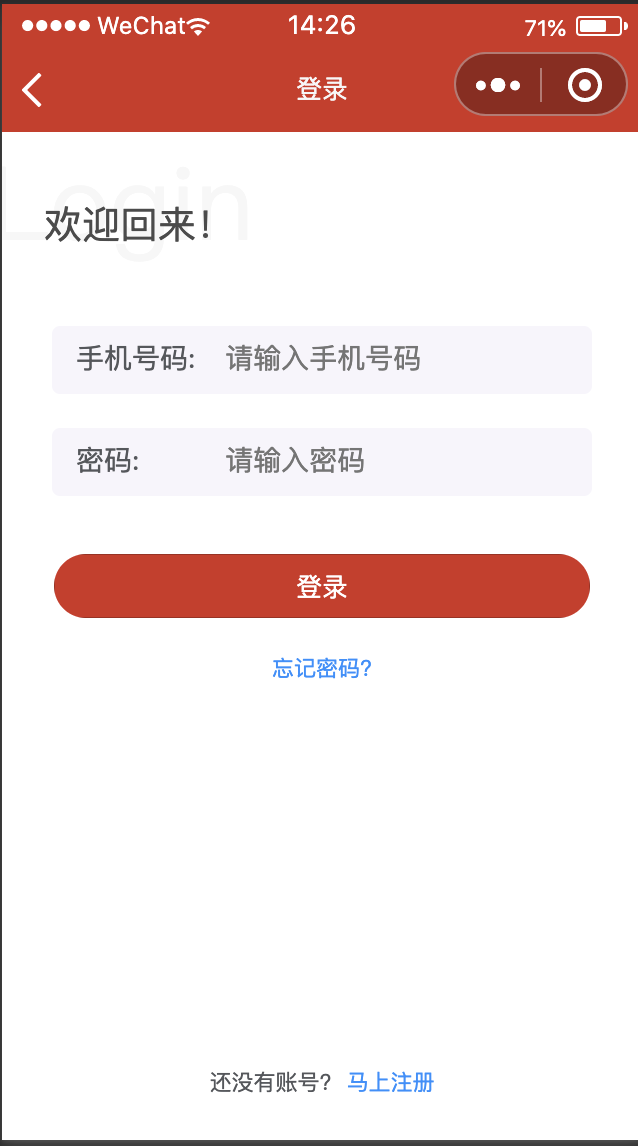 WeChat 14:26 71%
登录
Login
欢迎回来!
手机号码: 请输入手机号码
密码: 请输入密码
登录
忘记密码?
还没有账号? 马上注册